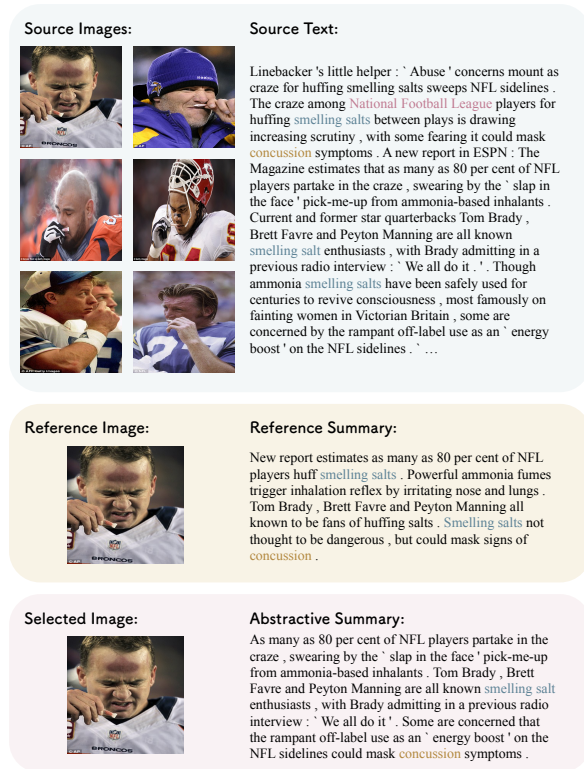 Source Images:
Source Text:
Linebacker 's little helper : ` Abuse ' concerns mount as
craze for huffing smelling salts sweeps NFL sidelines .
The craze among National Football League players for
huffing smelling salts between plays is drawing
increasing scrutiny , with some fearing it could mask
concussion symptoms . A new report in ESPN : The
Magazine estimates that as many as 80 per cent of NFL
players partake in the craze , swearing by the ` slap in
the face ' pick-me-up from ammonia-based inhalants .
Current and former star quarterbacks Tom Brady ,
Brett Favre and Peyton Manning are all known
smelling salt enthusiasts , with Brady admitting in a
previous radio interview : ` We all do it . ' . Though
ammonia smelling salts have been safely used for
centuries to revive consciousness , most famously on
fainting women in Victorian Britain , some are
concerned by the rampant off-label use as an ` energy
boost ' on the NFL sidelines . ` ...
Reference Image:
Reference Summary:
BRONCOS
New report estimates as many as 80 per cent of NFL
players huff smelling salts . Powerful ammonia fumes
trigger inhalation reflex by irritating nose and lungs .
Tom Brady , Brett Favre and Peyton Manning all
known to be fans of huffing salts . Smelling salts not
thought to be dangerous , but could mask signs of
concussion .
Selected Image:
Abstractive Summary:
BRONCOS
As many as 80 per cent of NFL players partake in the
craze , swearing by the ` slap in the face ' pick-me-up
from ammonia-based inhalants . Tom Brady , Brett
Favre and Peyton Manning are all known smelling salt
enthusiasts , with Brady admitting in a previous radio
interview : ` We all do it ' . Some are concerned that
the rampant off-label use as an ` energy boost ' on the
NFL sidelines could mask concussion symptoms .